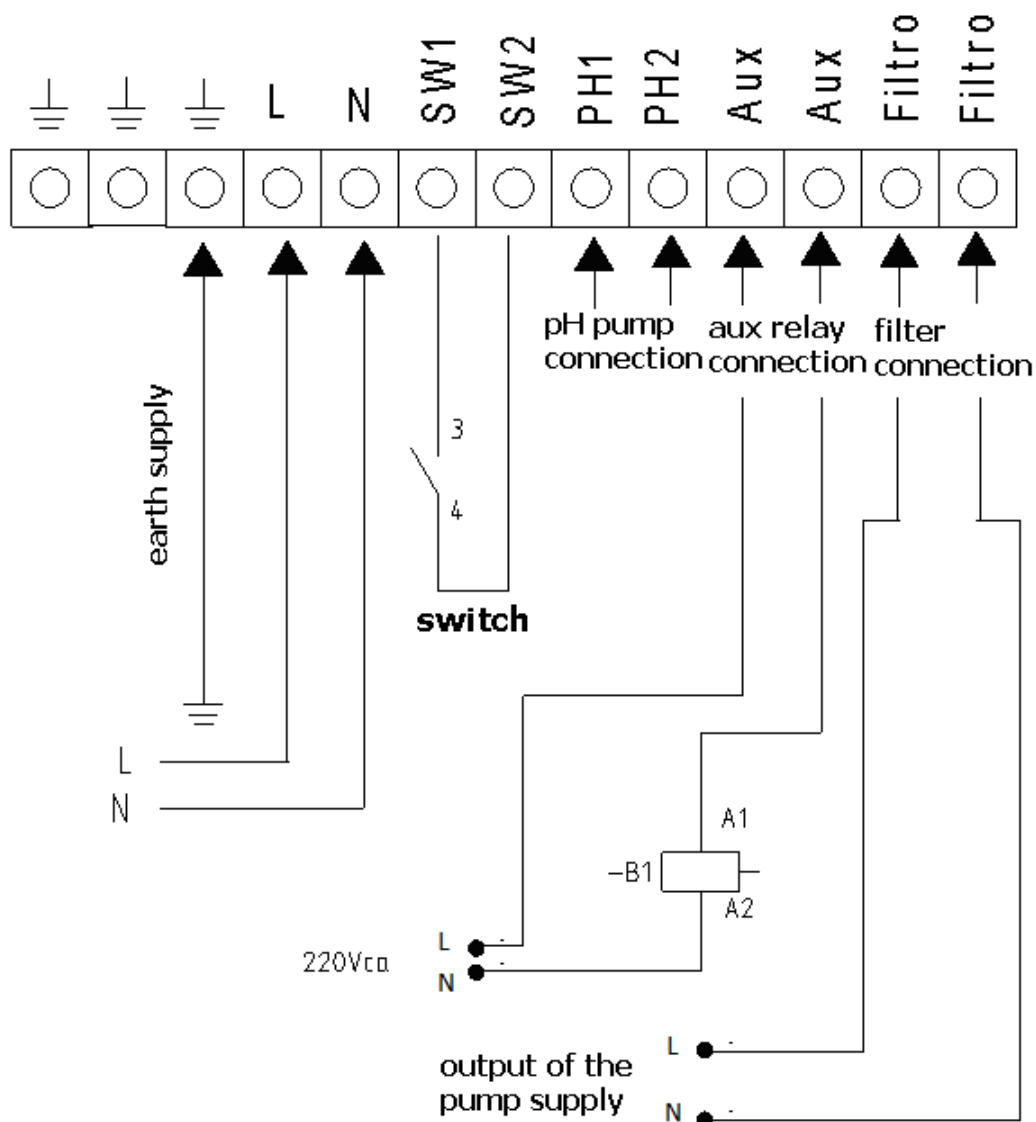 L
N
SW1
SW2
PH1
PH2
Aux
Aux
Filtro
Filtro
pH pump
connection
aux relay
connection
filter
connection
earth supply
3
4
switch
L
N
A1
-B1
A2
220Vca
L
N
output of the
pump supply
L
N